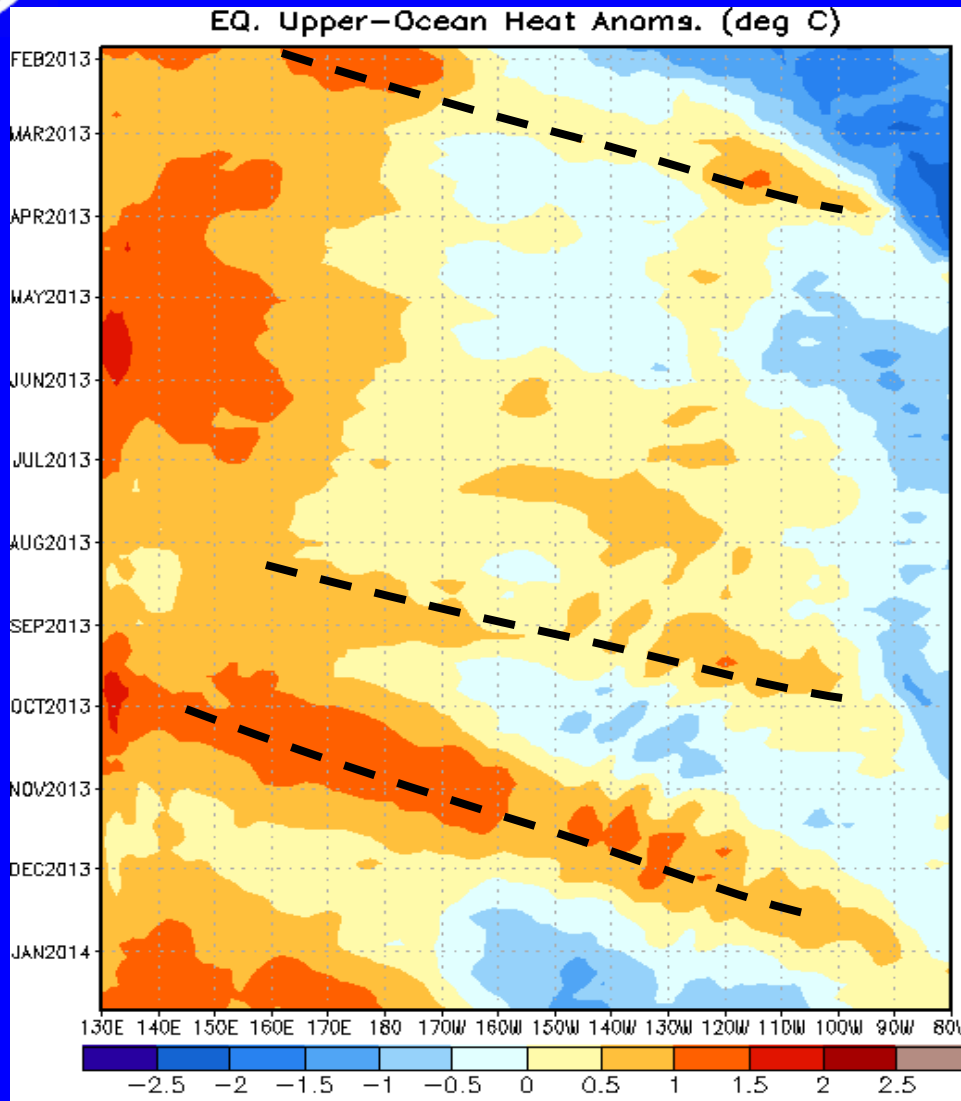 EQ. Upper-Ocean Heat Anoms. (deg C)
FEB2013
MAR2013
APR2013
MAY2013
JUN2013
JUL2013
AUG2013
SEP2013
OCT2013
NOV2013
DEC2013
JAN2014
130E 140E 150E 160E 170E 180 170W 160W 150W 140W 130W 120W 110W 100W 90W 80W
-2.5 -2 -1.5 -1 -0.5 0 0.5 1 1.5 2 2.5